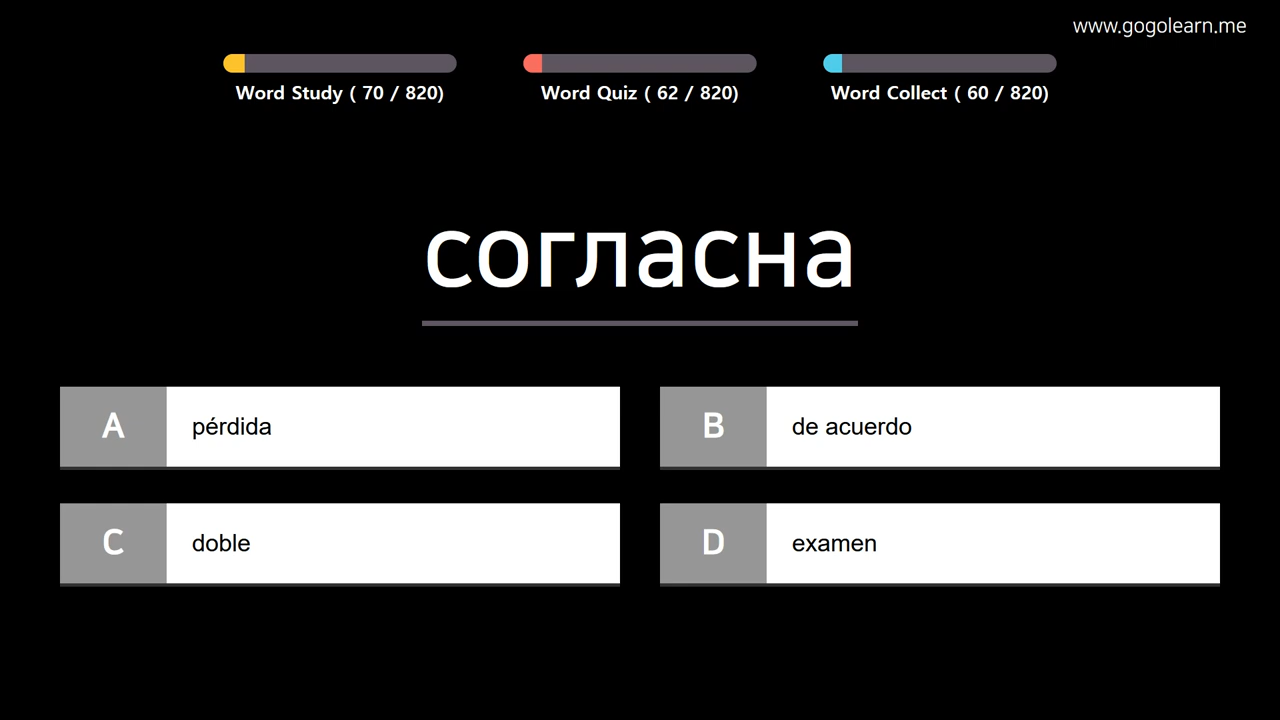 www.gogolearn.me
Word Study ( 70 / 820)
Word Quiz ( 62 / 820)
Word Collect ( 60 / 820)
согласна
A
pérdida
B
de acuerdo
C
doble
D
examen